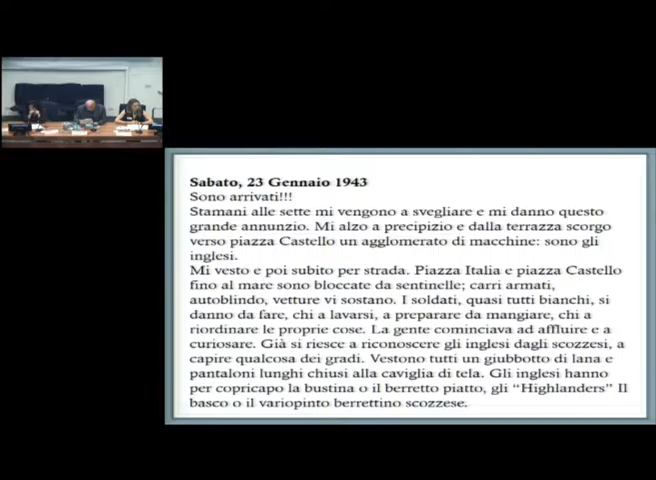 Sabato, 23 Gennaio 1943
Sono arrivati!!!
Stamani alle sette mi vengono a svegliare e mi danno questo
grande annunzio. Mi alzo a precipizio e dalla terrazza scorgo
verso piazza Castello un agglomerato di macchine: sono gli
inglesi.
Mi vesto e poi subito per strada. Piazza Italia e piazza Castello
fino al mare sono bloccate da sentinelle; carri armati,
autoblindo, vetture vi sostano. I soldati, quasi tutti bianchi, si
danno da fare, chi a lavarsi, a preparare da mangiare, chi a
riordinare le proprie cose. La gente cominciava ad affluire e a
curiosare. Già si riesce a riconoscere gli inglesi dagli scozzesi, a
capire qualcosa dei gradi. Vestono tutti un giubbotto di lana e
pantaloni lunghi chiusi alla caviglia di tela. Gli inglesi hanno
per copricapo la bustina o il berretto piatto, gli “Highlanders” Il
basco o il variopinto berrettino scozzese.